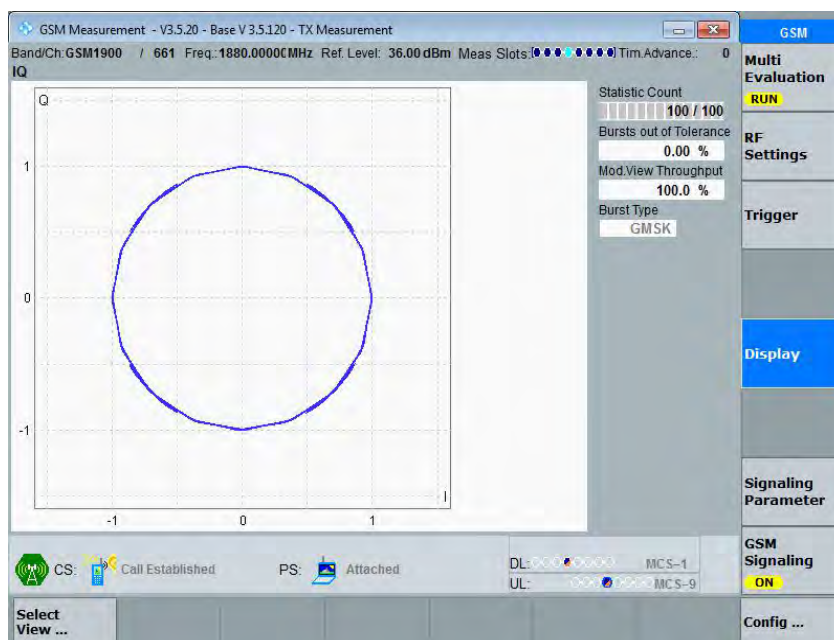 GSM Measurement - V3.5.20 - Base V 3.5.120 - TX Measurement
GSM
Band/Ch:GSM1900 / 661 Freq.:1880.00000MHz Ref. Level: 36.00 dBm Meas Slots: Tim.Advance.: 0
IQ
Multi
Evaluation
RUN
Q
Statistic Count
100 / 100
Bursts out of Tolerance
0.00 %
Mod.View Throughput
100.0 %
Burst Type
GMSK
RF
Settings
Trigger
1
0
-1
I
-1 0 1
Display
Signaling
Parameter
CS: Call Established PS: Attached DL: MCS-1
UL: MCS-9
GSM
Signaling
ON
Select
View ...
Config ...